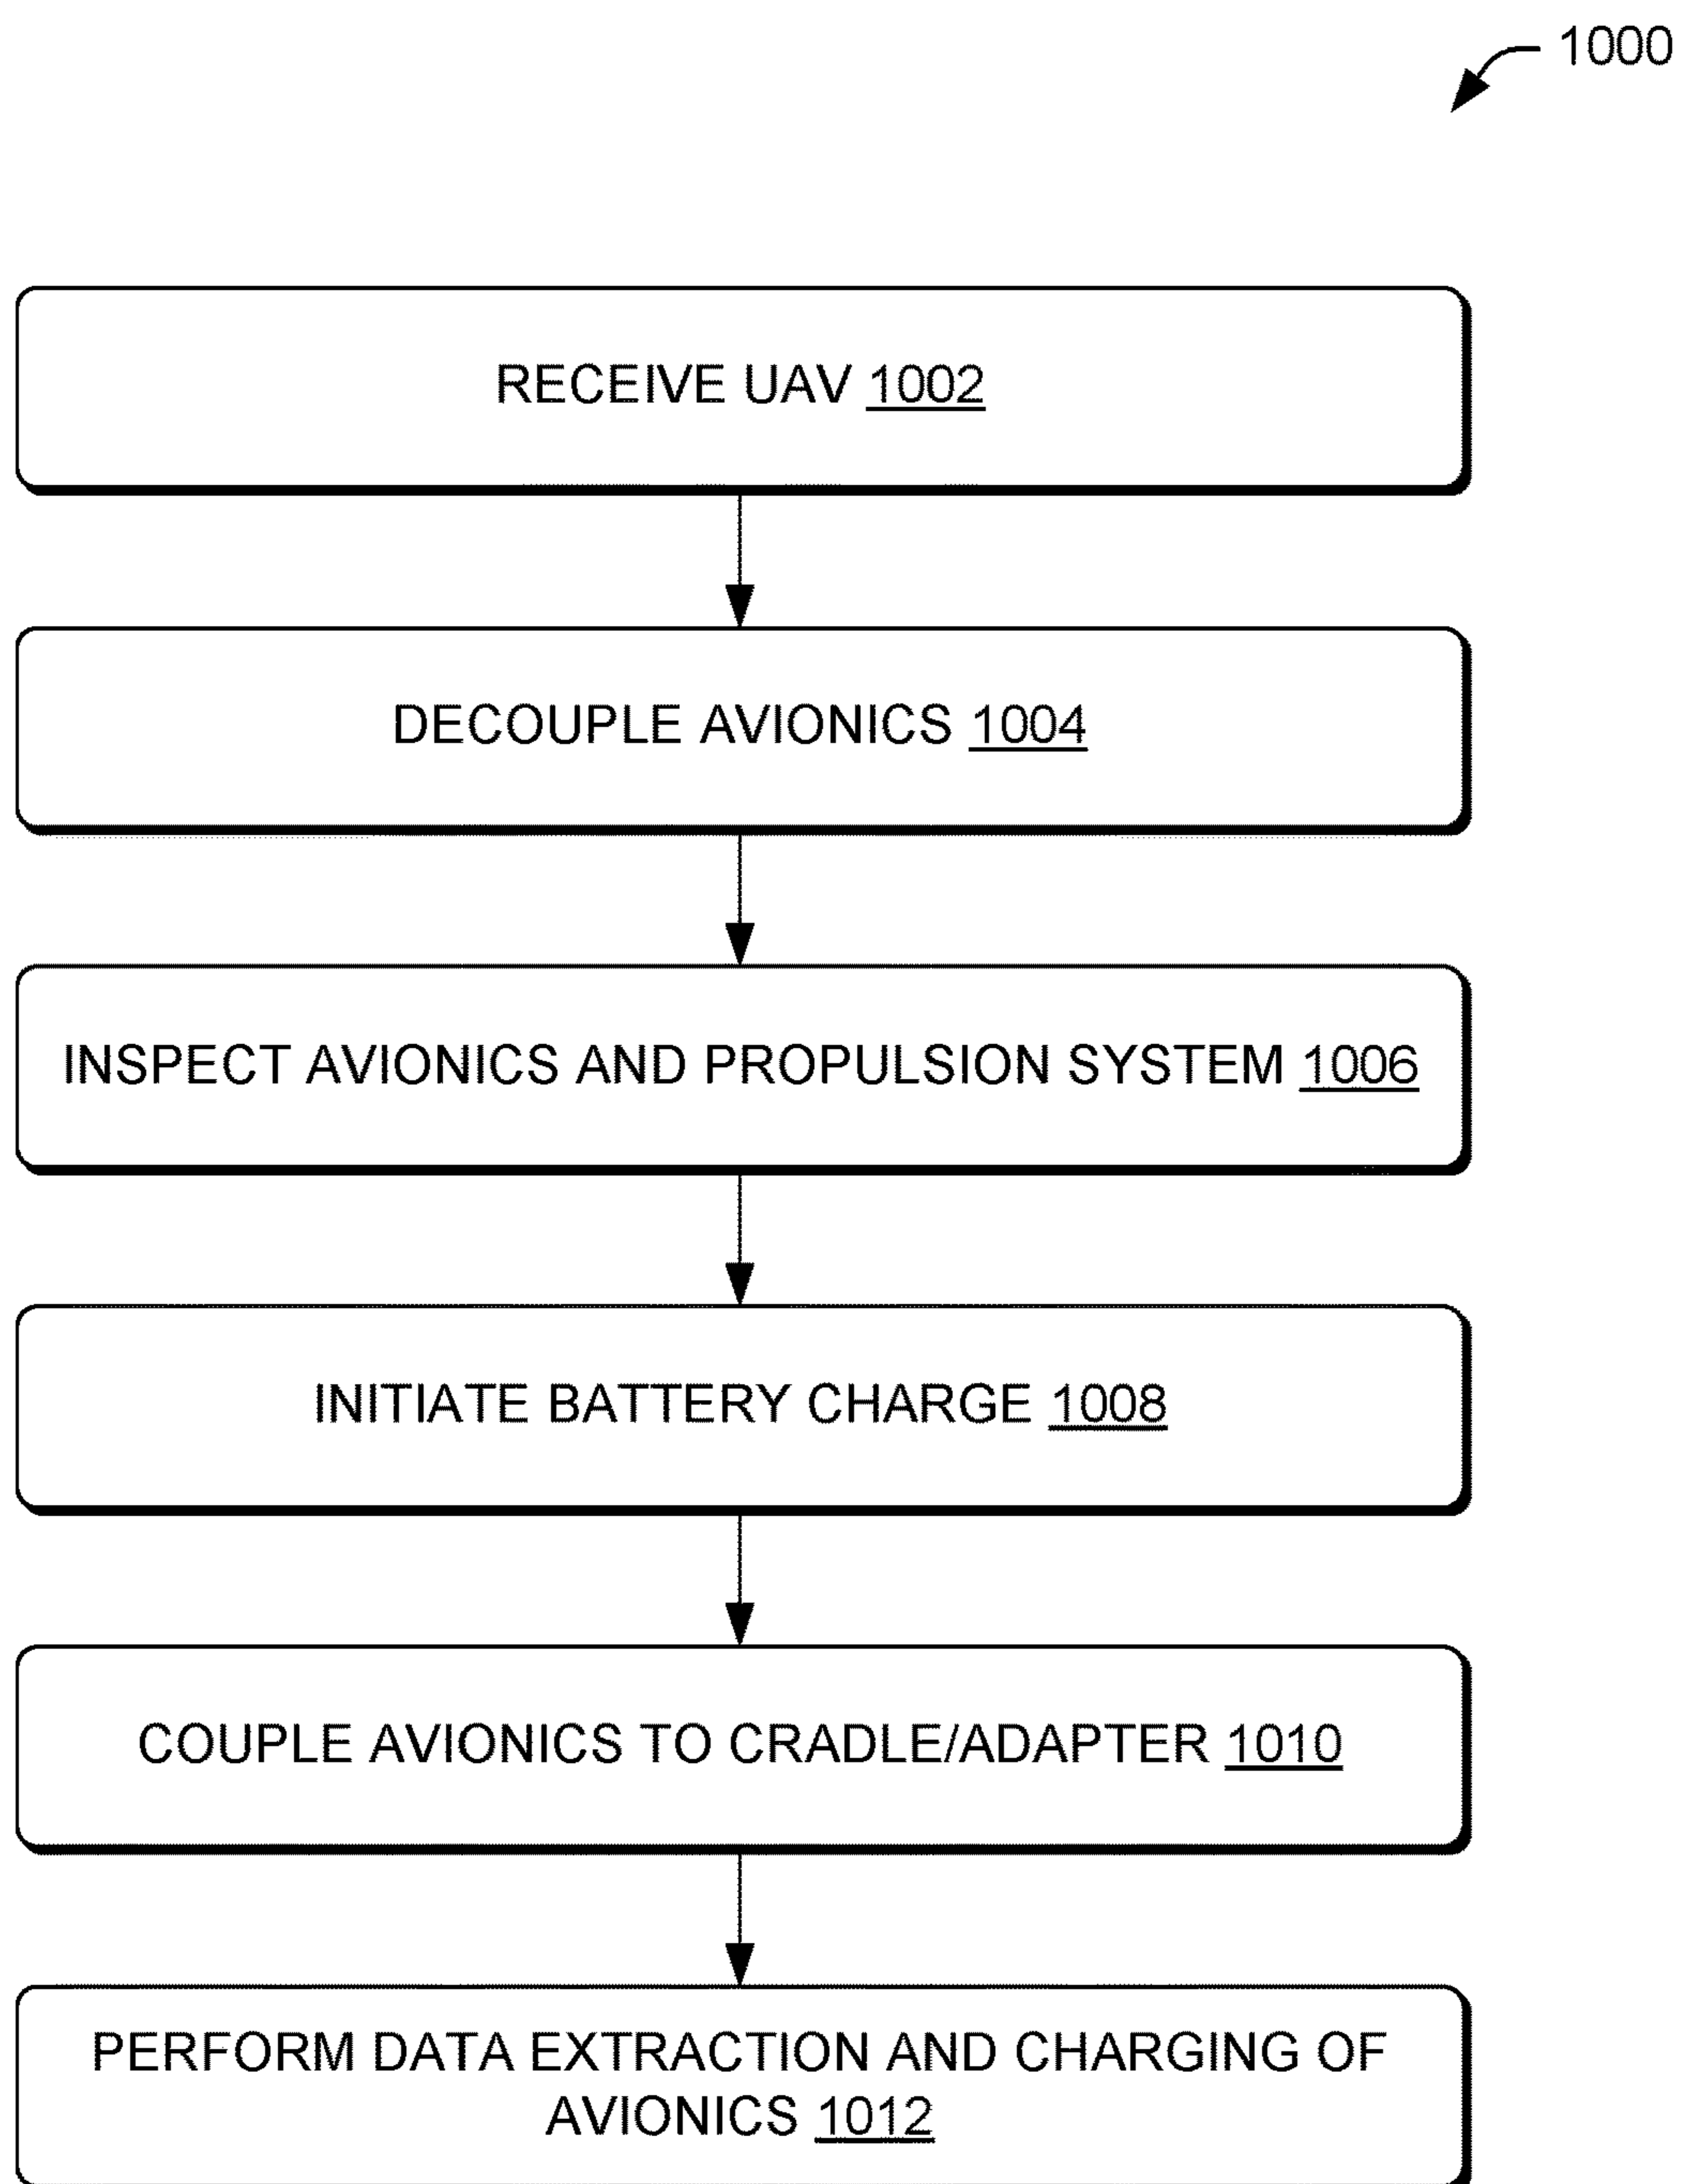 1000
RECEIVE UAV 1002
DECOUPLE AVIONICS 1004
INSPECT AVIONICS AND PROPULSION SYSTEM 1006
INITIATE BATTERY CHARGE 1008
COUPLE AVIONICS TO CRADLE/ADAPTER 1010
PERFORM DATA EXTRACTION AND CHARGING OF
AVIONICS 1012